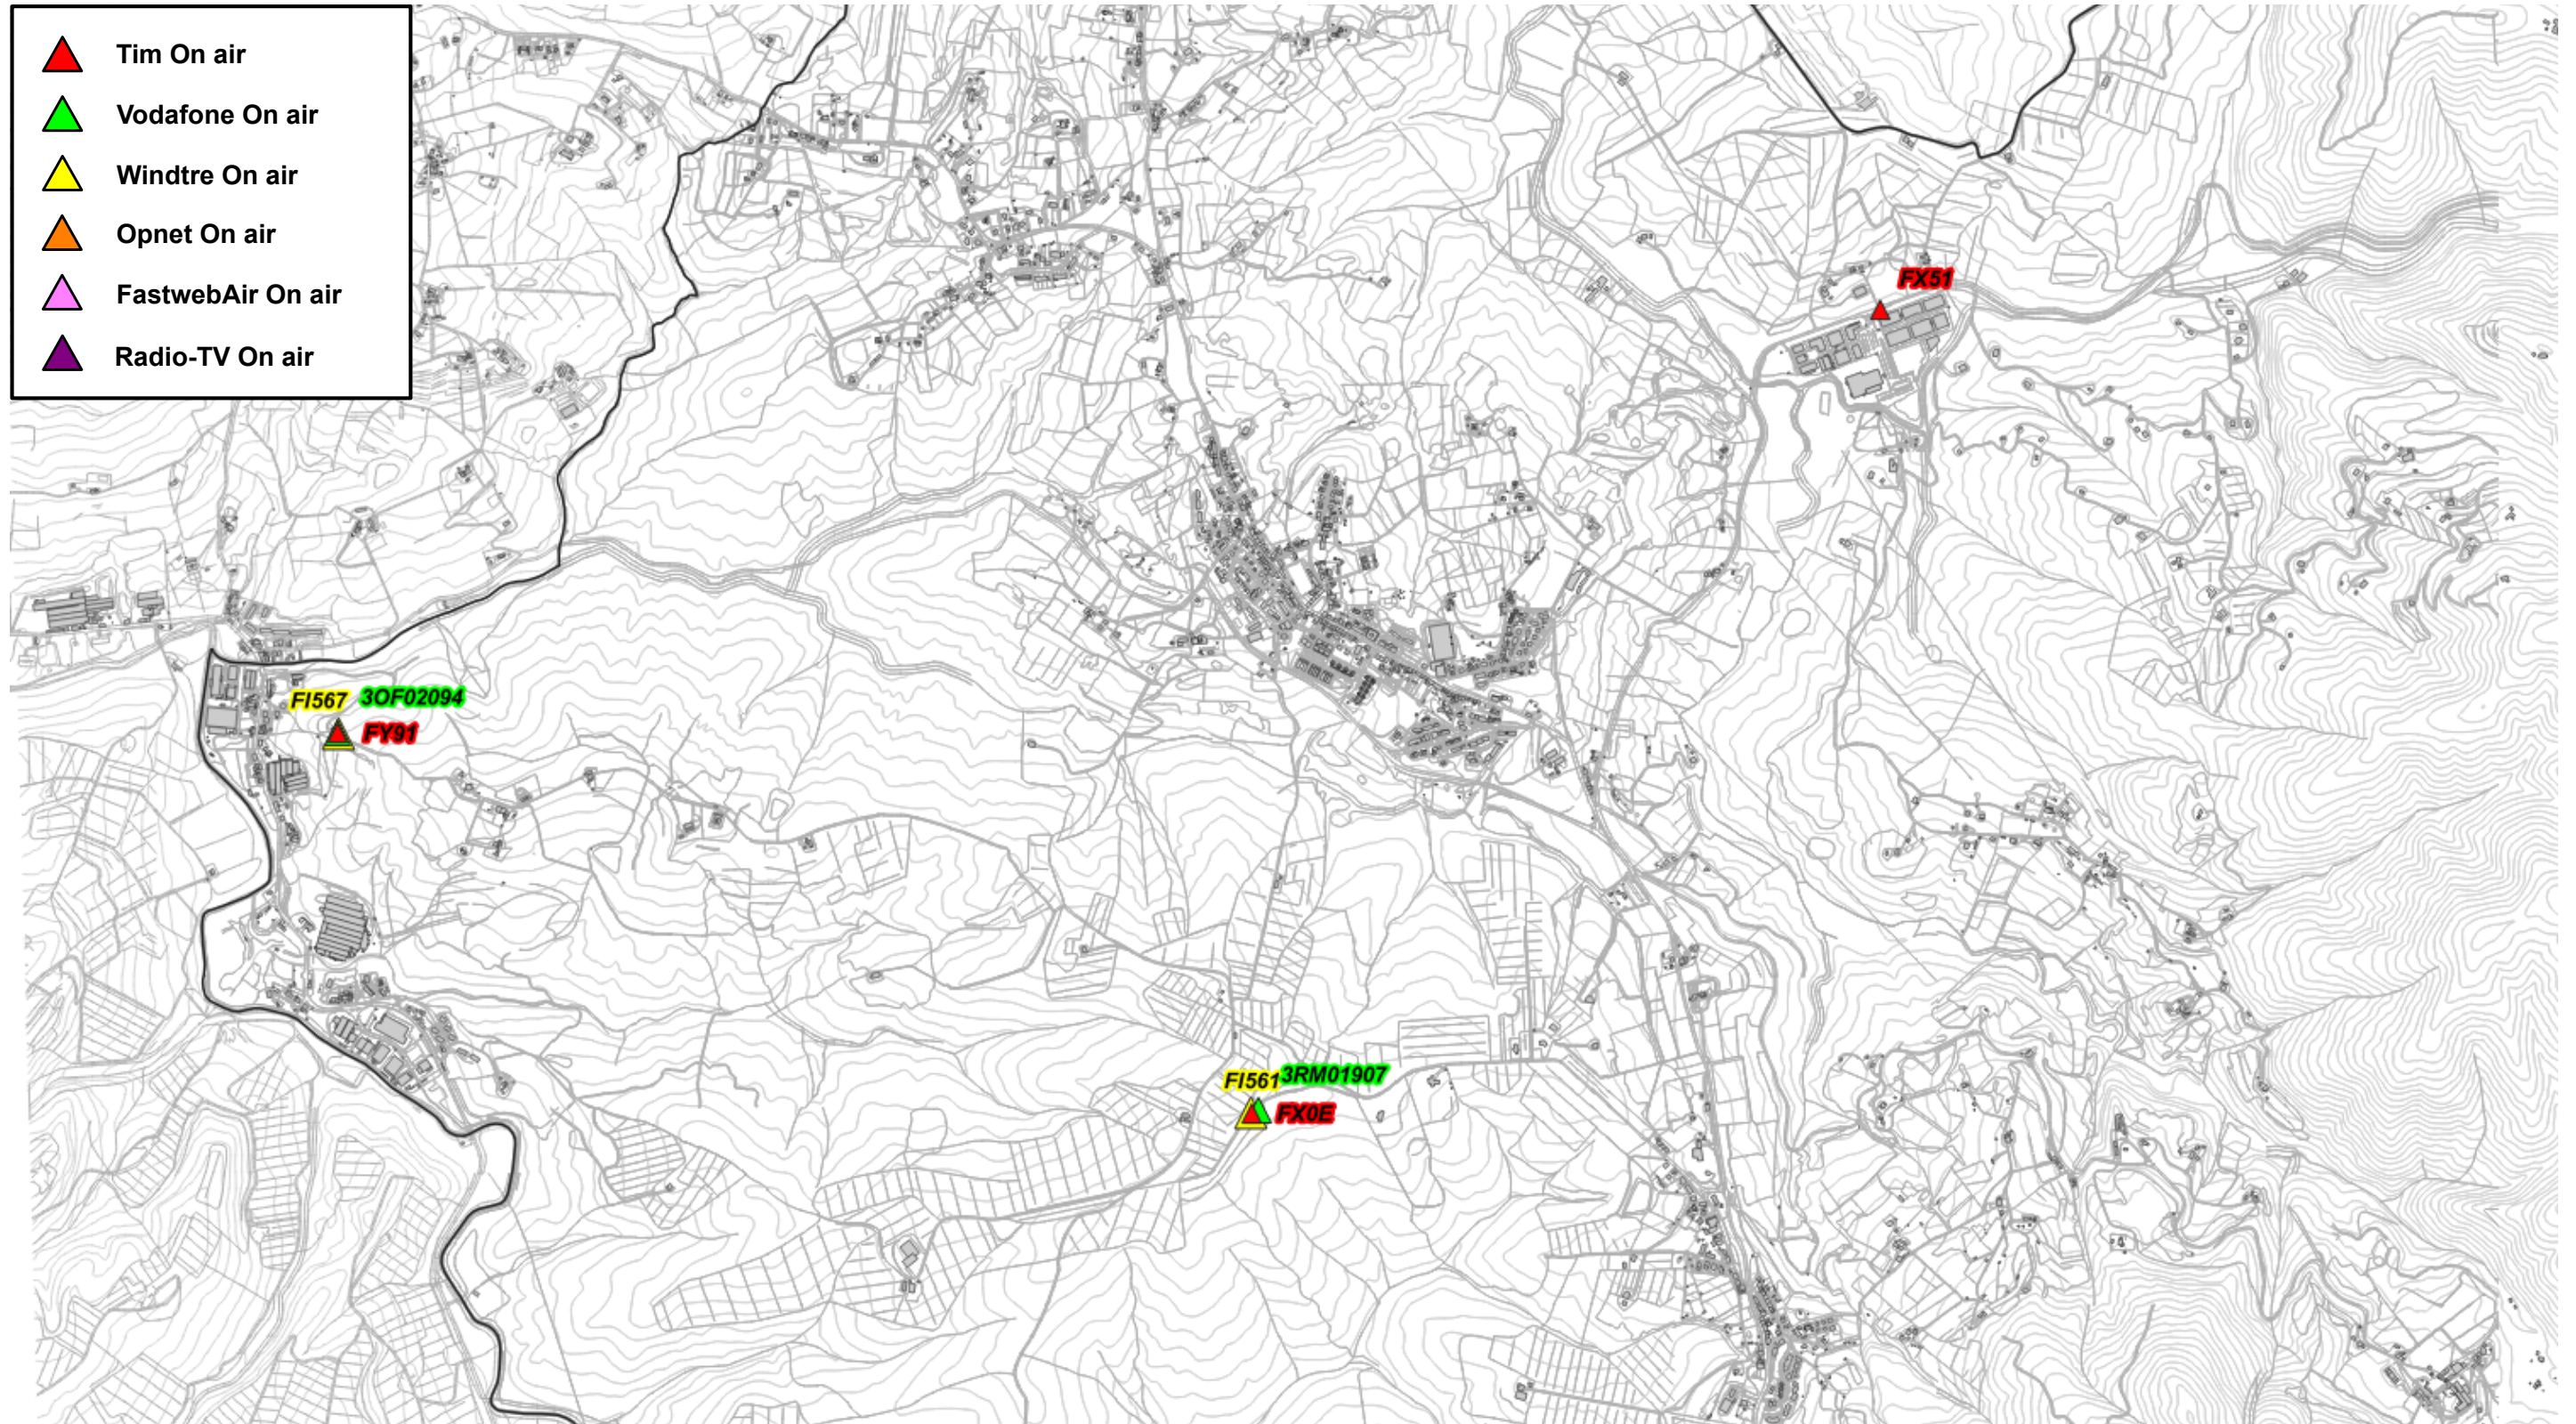 Tim On air
Vodafone On air
Windtre On air
Opnet On air
FastwebAir On air
Radio-TV On air
FX51
FI567 3OF02094
FY91
FI561 3RM01907
FX0E